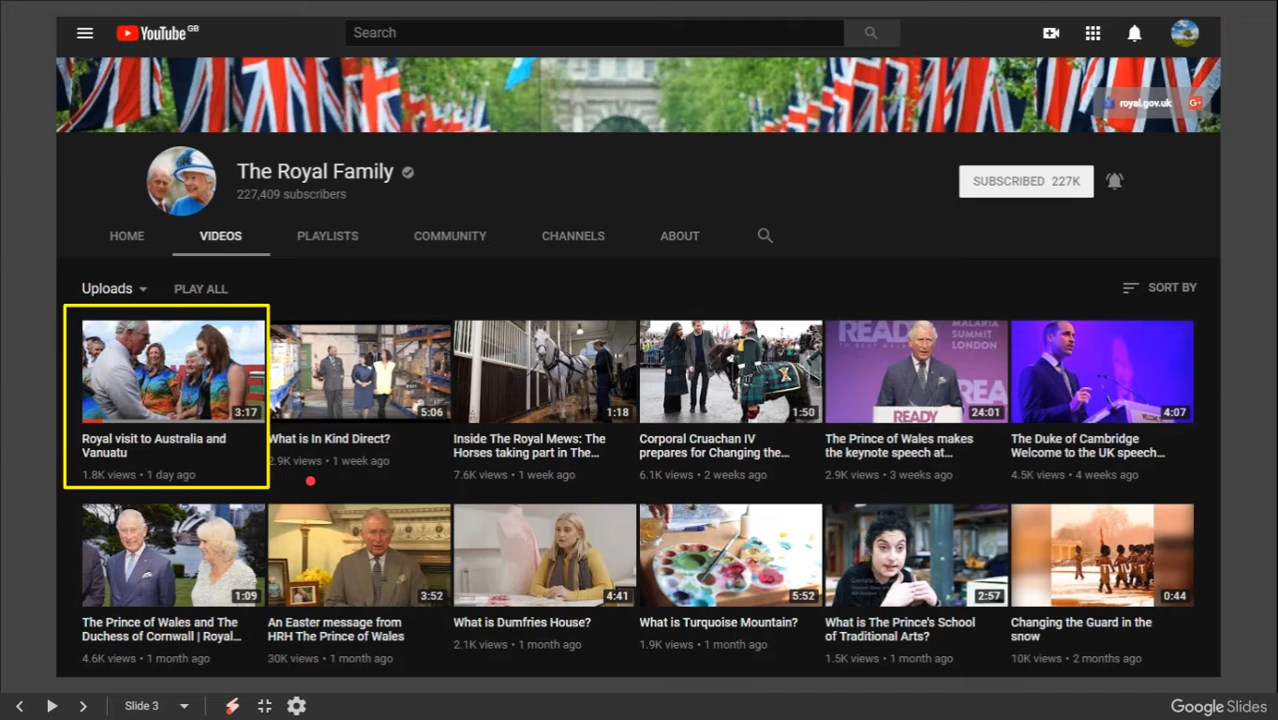 YouTube GB
Search
royal.gov.uk
The Royal Family
227,409 subscribers
SUBSCRIBED 227K
HOME VIDEOS PLAYLISTS COMMUNITY CHANNELS ABOUT
Uploads PLAY ALL SORT BY
READY MALARIA
SUMMIT
LONDON
READY
3:17 5:06 1:18 1:50 24:01 4:07
Royal visit to Australia and
Vanuatu
1.8K views • 1 day ago
What is In Kind Direct?
2.9K views • 1 week ago
Inside The Royal Mews: The
Horses taking part in The...
7.6K views • 1 week ago
Corporal Cruachan IV
prepares for Changing the...
6.1K views • 2 weeks ago
The Prince of Wales makes
the keynote speech at...
2.9K views • 3 weeks ago
The Duke of Cambridge
Welcome to the UK speech...
4.5K views • 4 weeks ago
1:09 3:52 4:41 5:52 2:57 0:44
The Prince of Wales and The
Duchess of Cornwall | Royal...
4.6K views • 1 month ago
An Easter message from
HRH The Prince of Wales
30K views • 1 month ago
What is Dumfries House?
2.1K views • 1 month ago
What is Turquoise Mountain?
1.9K views • 1 month ago
What is The Prince's School
of Traditional Arts?
1.5K views • 1 month ago
Changing the Guard in the
snow
10K views • 2 months ago
Slide 3 Google Slides